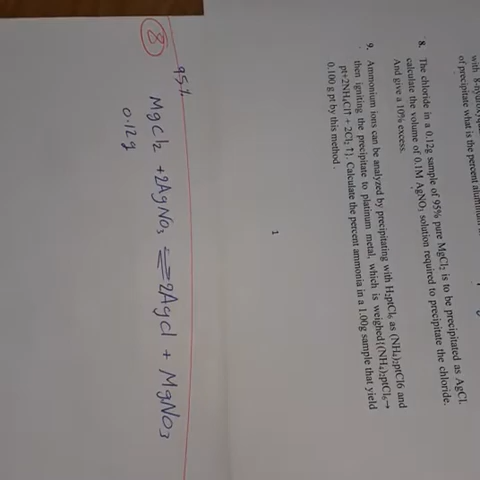 with 8-hydroxyqu
of precipitate what is the percent aluminum
8. The chloride in a 0.12g sample of 95% pure MgCl₂ is to be precipitated as AgCl.
calculate the volume of 0.1M AgNO₃ solution required to precipitate the chloride.
And give a 10% excess.
9. Ammonium ions can be analyzed by precipitating with H₂ptCl₆ as (NH₄)₂ptCl6 and
then igniting the precipitate to platinum metal, which is weighed{(NH₄)₂ptCl₆→
pt+2NH₄Cl↑ + 2Cl₂↑}. Calculate the percent ammonia in a 1.00g sample that yield
0.100 g pt by this method .
1
8
95%
MgCl₂ +2AgNO₃ ⇌ 2AgCl + MgNO3
0.12g